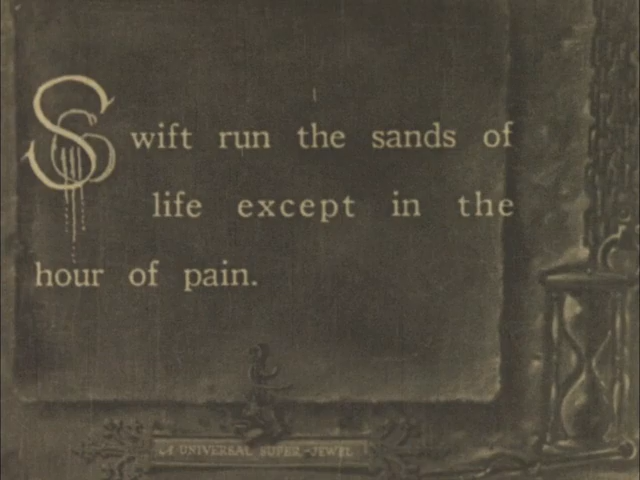 Swift run the sands of
life except in the
hour of pain.
A UNIVERSAL SUPER-JEWEL